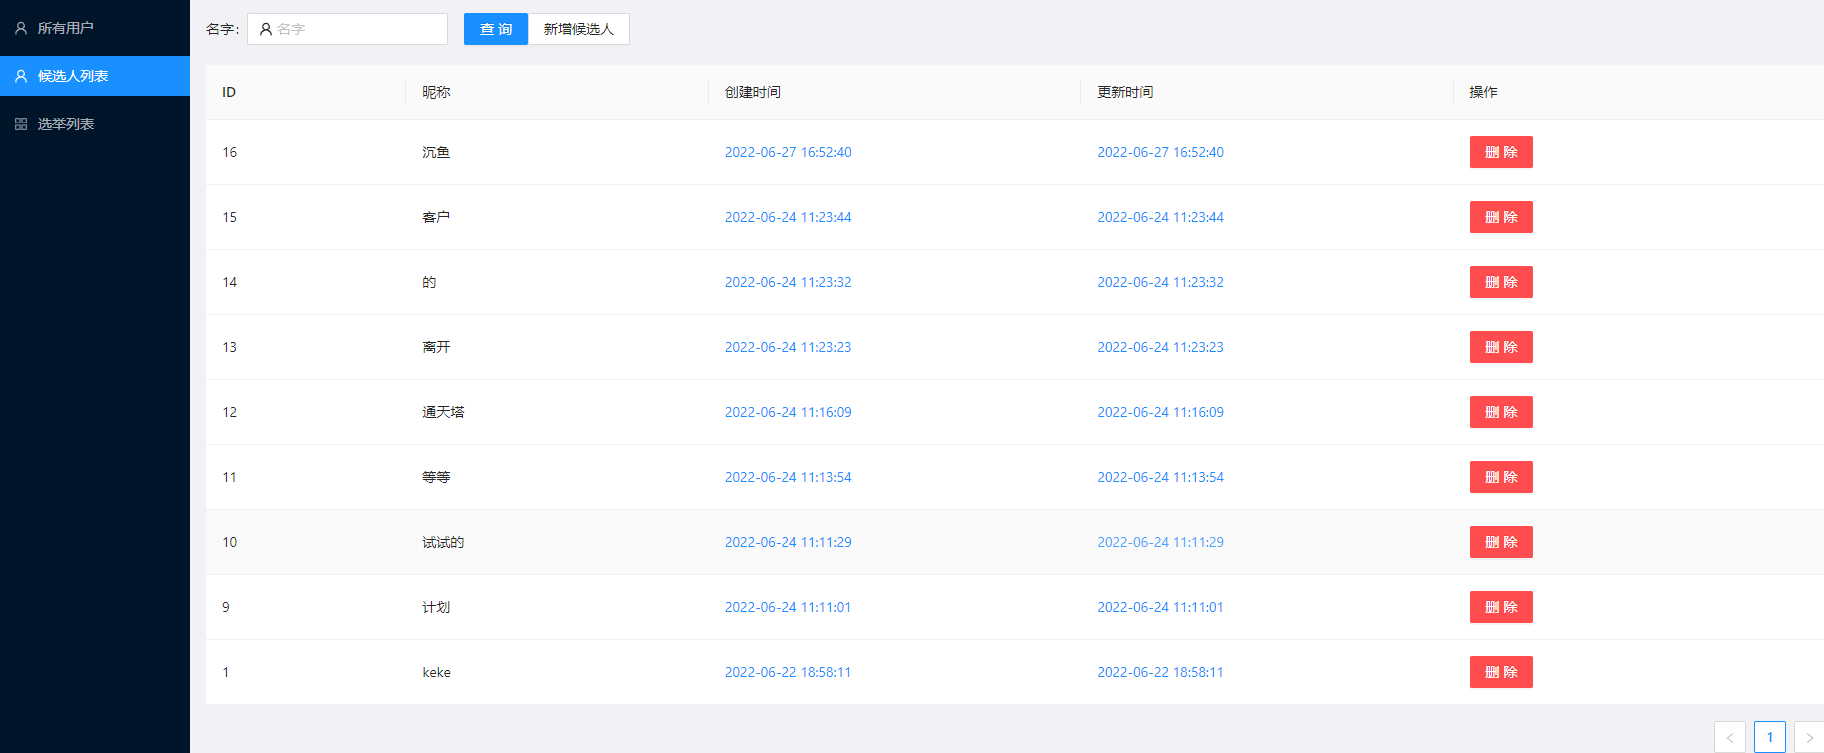 所有用户
候选人列表
选举列表
名字: 名字 查 询 新增候选人
ID 昵称 创建时间 更新时间 操作
16 沉鱼 2022-06-27 16:52:40 2022-06-27 16:52:40 删 除
15 客户 2022-06-24 11:23:44 2022-06-24 11:23:44 删 除
14 的 2022-06-24 11:23:32 2022-06-24 11:23:32 删 除
13 离开 2022-06-24 11:23:23 2022-06-24 11:23:23 删 除
12 通天塔 2022-06-24 11:16:09 2022-06-24 11:16:09 删 除
11 等等 2022-06-24 11:13:54 2022-06-24 11:13:54 删 除
10 试试的 2022-06-24 11:11:29 2022-06-24 11:11:29 删 除
9 计划 2022-06-24 11:11:01 2022-06-24 11:11:01 删 除
1 keke 2022-06-22 18:58:11 2022-06-22 18:58:11 删 除
< 1 >